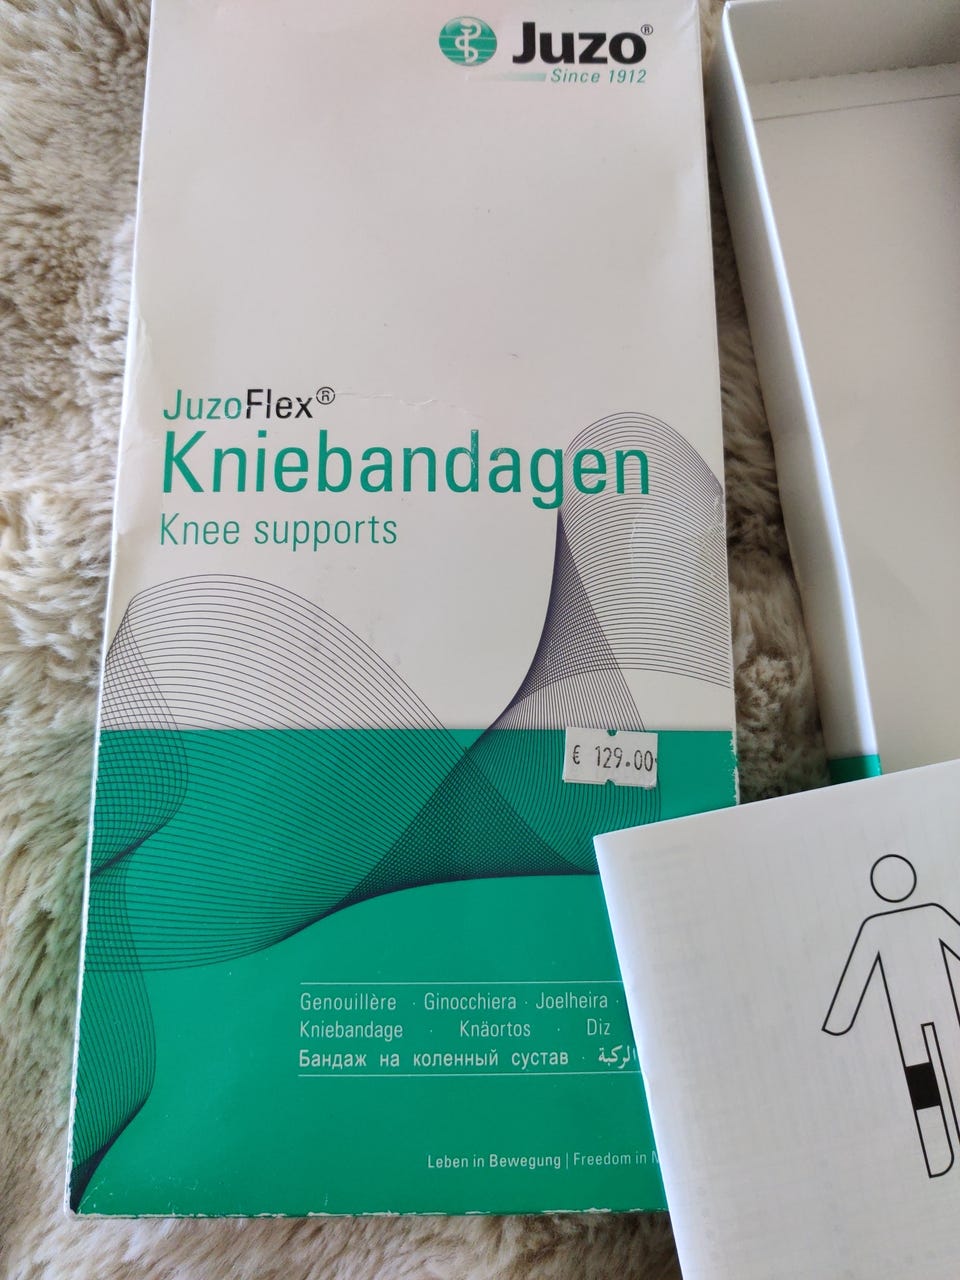 Juzo®
Since 1912
JuzoFlex®
Kniebandagen
Knee supports
€ 129.00
Genouillère · Ginocchiera · Joelheira ·
Kniebandage · Knäortos · Diz
Бандаж на коленный сустав · الركبة
Leben in Bewegung | Freedom in